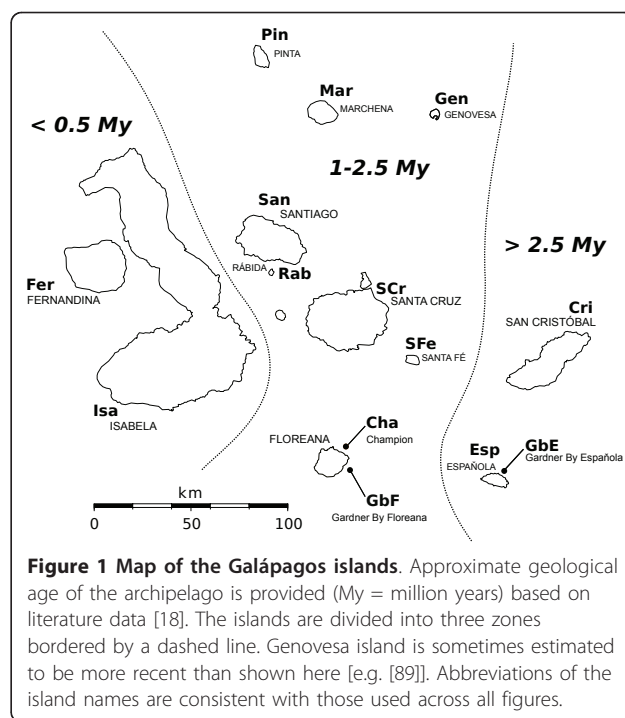 Pin
PINTA
Mar
MARCHENA
Gen
GENOVESA
< 0.5 My
1-2.5 My
> 2.5 My
San
SANTIAGO
RÁBIDA
Rab
Fer
FERNANDINA
SCr
SANTA CRUZ
Cri
SAN CRISTÓBAL
SFe
SANTA FÉ
Isa
ISABELA
Cha
Champion
FLOREANA
GbF
Gardner By Floreana
Esp
ESPAÑOLA
GbE
Gardner By Española
km
0 50 100
Figure 1 Map of the Galápagos islands. Approximate geological
age of the archipelago is provided (My = million years) based on
literature data [18]. The islands are divided into three zones
bordered by a dashed line. Genovesa island is sometimes estimated
to be more recent than shown here [e.g. [89]]. Abbreviations of the
island names are consistent with those used across all figures.